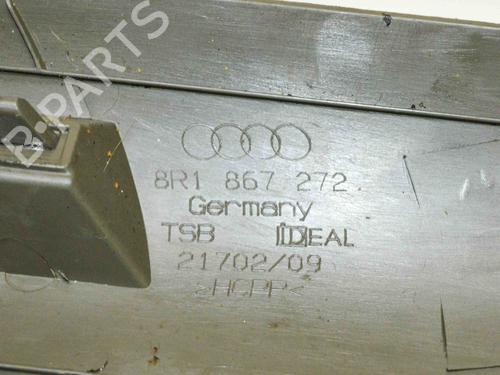 B-PARTS
8R1 867 272
Germany
TSB IDEAL
21702/09
>HCPP<